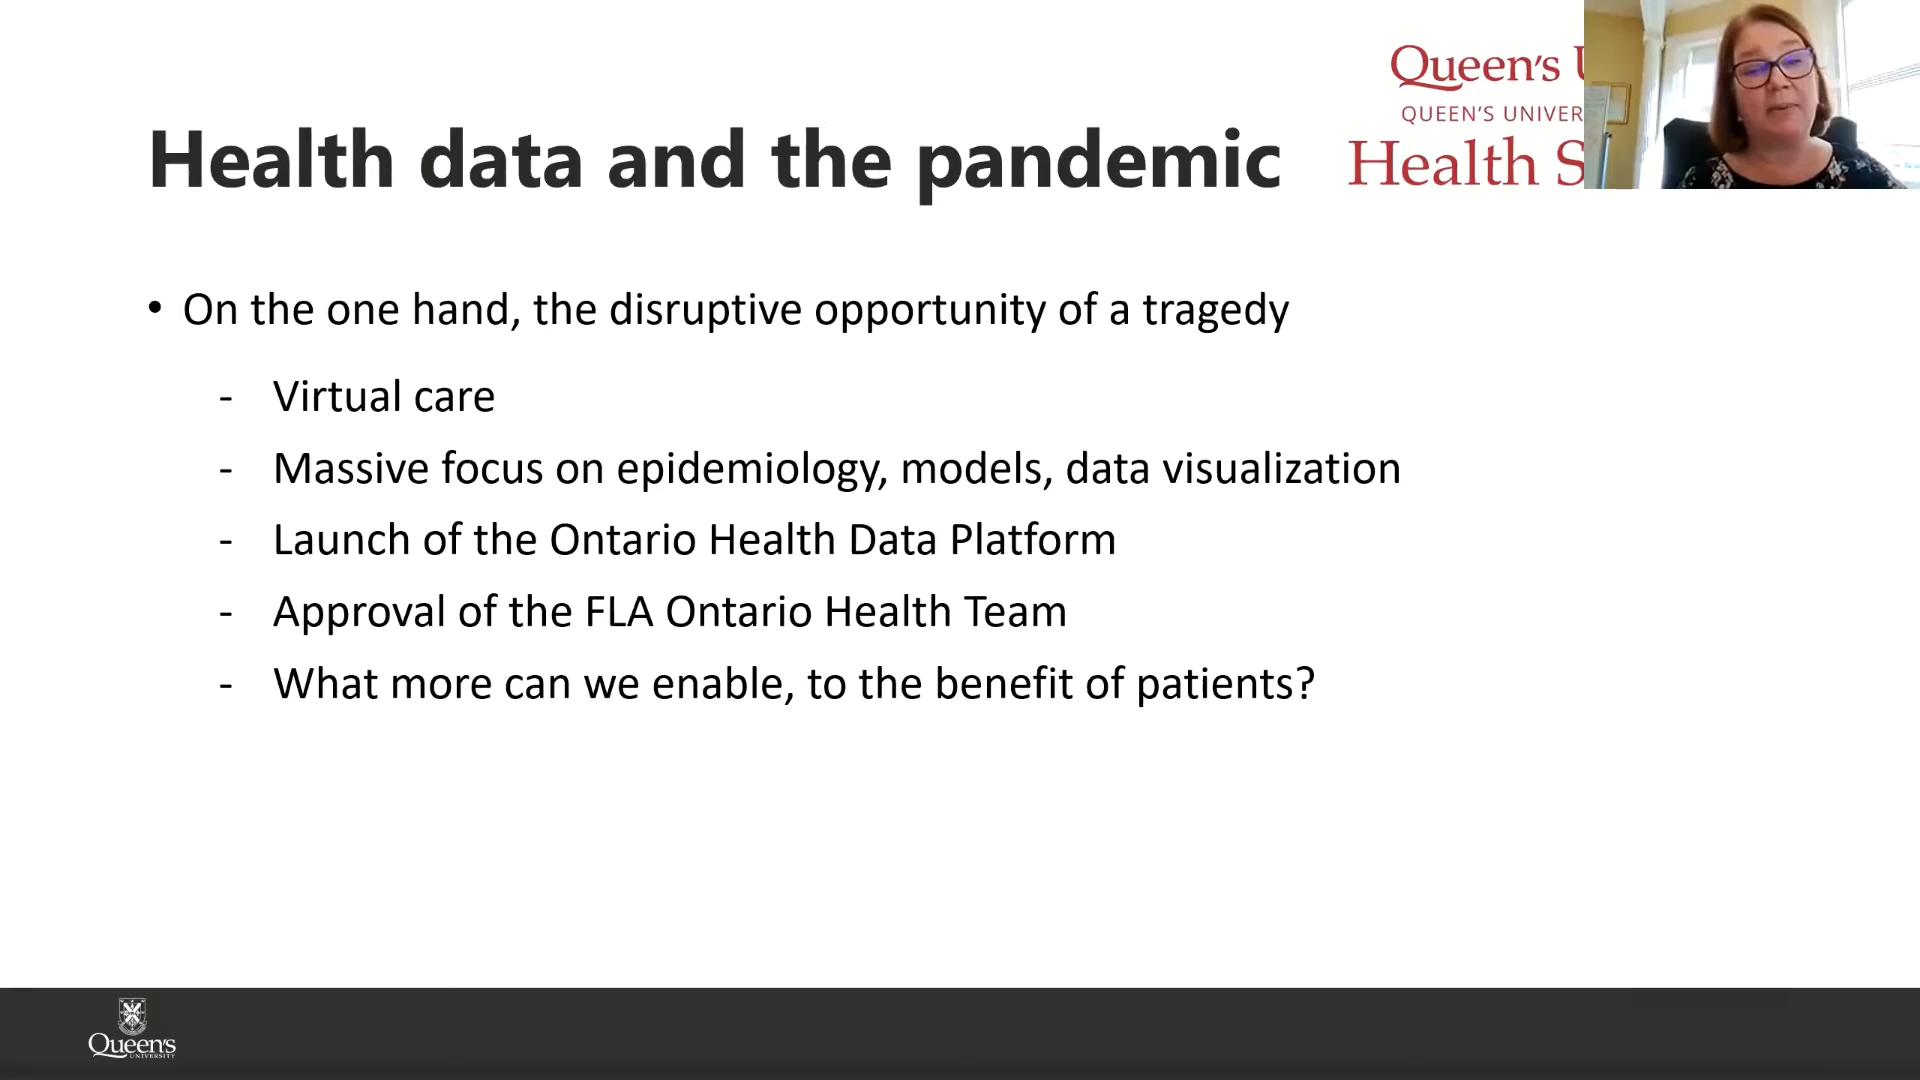 Queen's
QUEEN'S UNIVER
Health S
Health data and the pandemic
• On the one hand, the disruptive opportunity of a tragedy
- Virtual care
- Massive focus on epidemiology, models, data visualization
- Launch of the Ontario Health Data Platform
- Approval of the FLA Ontario Health Team
- What more can we enable, to the benefit of patients?
Queen's
UNIVERSITY